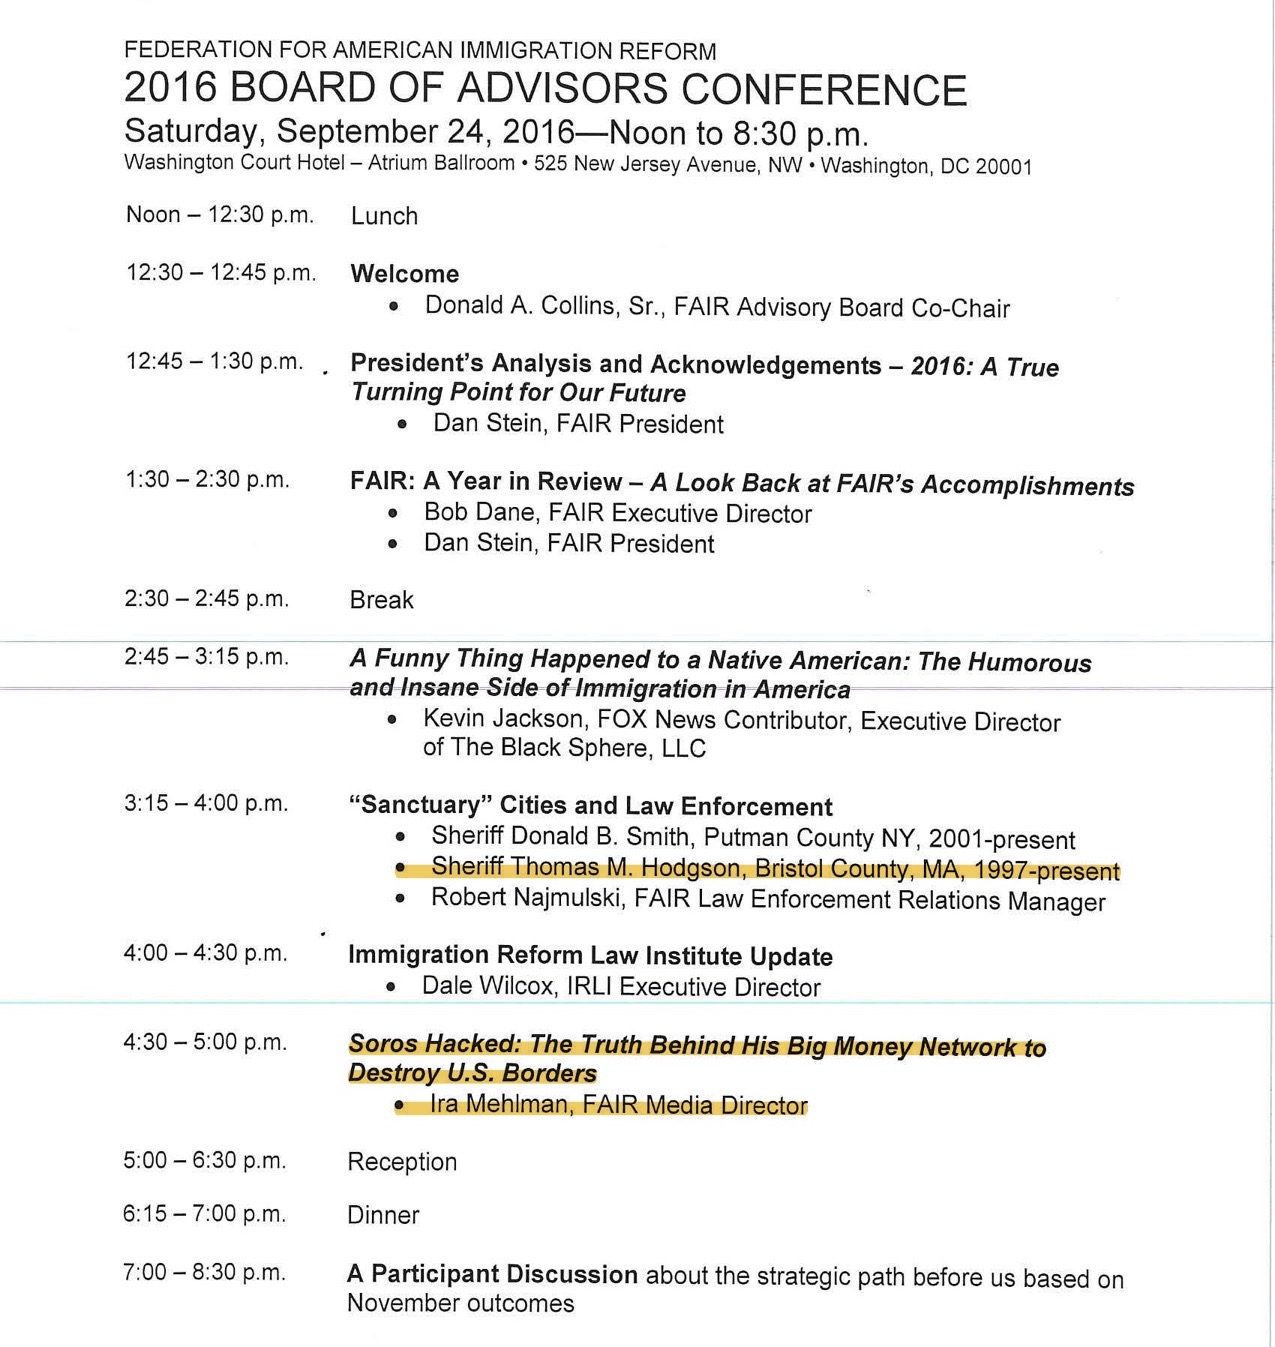 FEDERATION FOR AMERICAN IMMIGRATION REFORM
2016 BOARD OF ADVISORS CONFERENCE
Saturday, September 24, 2016—Noon to 8:30 p.m.
Washington Court Hotel – Atrium Ballroom • 525 New Jersey Avenue, NW • Washington, DC 20001
Noon – 12:30 p.m. Lunch
12:30 – 12:45 p.m. Welcome
• Donald A. Collins, Sr., FAIR Advisory Board Co-Chair
12:45 – 1:30 p.m. President's Analysis and Acknowledgements – 2016: A True
Turning Point for Our Future
• Dan Stein, FAIR President
1:30 – 2:30 p.m. FAIR: A Year in Review – A Look Back at FAIR's Accomplishments
• Bob Dane, FAIR Executive Director
• Dan Stein, FAIR President
2:30 – 2:45 p.m. Break
2:45 – 3:15 p.m. A Funny Thing Happened to a Native American: The Humorous
and Insane Side of Immigration in America
• Kevin Jackson, FOX News Contributor, Executive Director
of The Black Sphere, LLC
3:15 – 4:00 p.m. “Sanctuary” Cities and Law Enforcement
• Sheriff Donald B. Smith, Putman County NY, 2001-present
• Sheriff Thomas M. Hodgson, Bristol County, MA, 1997-present
• Robert Najmulski, FAIR Law Enforcement Relations Manager
4:00 – 4:30 p.m. Immigration Reform Law Institute Update
• Dale Wilcox, IRLI Executive Director
4:30 – 5:00 p.m. Soros Hacked: The Truth Behind His Big Money Network to
Destroy U.S. Borders
• Ira Mehlman, FAIR Media Director
5:00 – 6:30 p.m. Reception
6:15 – 7:00 p.m. Dinner
7:00 – 8:30 p.m. A Participant Discussion about the strategic path before us based on
November outcomes